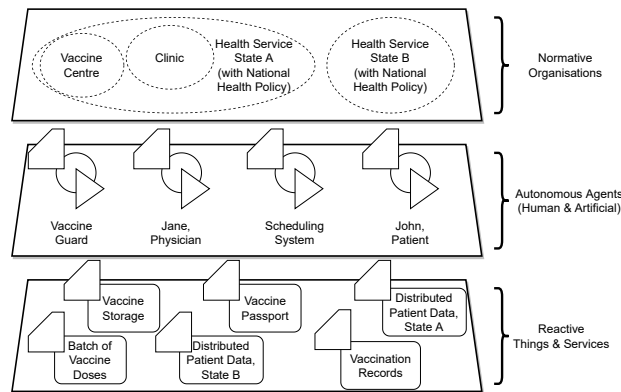 Vaccine
Centre
Clinic
Health Service
State A
(with National
Health Policy)
Health Service
State B
(with National
Health Policy)
Normative
Organisations
Vaccine
Guard
Jane,
Physician
Scheduling
System
John,
Patient
Autonomous Agents
(Human & Artificial)
Vaccine
Storage
Vaccine
Passport
Distributed
Patient Data,
State A
Batch of
Vaccine
Doses
Distributed
Patient Data,
State B
Vaccination
Records
Reactive
Things & Services